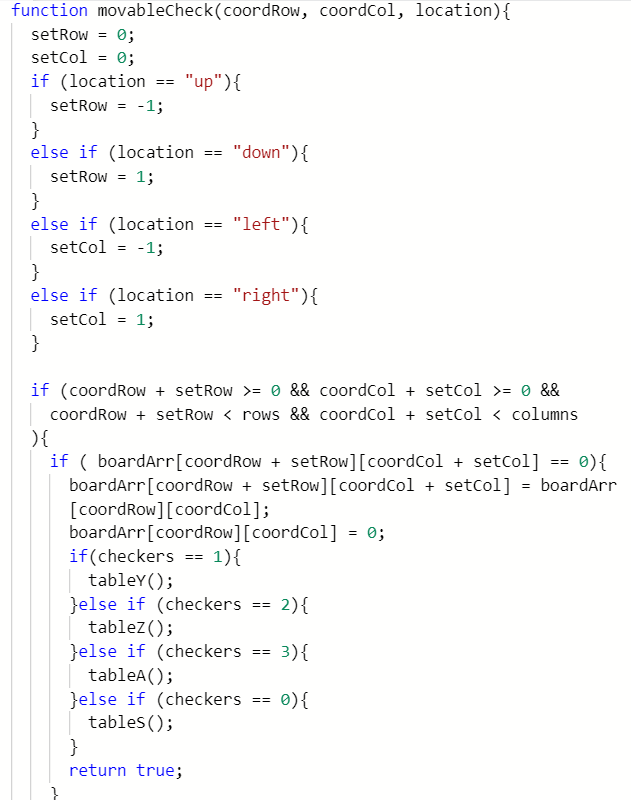 function movableCheck(coordRow, coordCol, location){
  setRow = 0;
  setCol = 0;
  if (location == "up"){
    setRow = -1;
  }
  else if (location == "down"){
    setRow = 1;
  }
  else if (location == "left"){
    setCol = -1;
  }
  else if (location == "right"){
    setCol = 1;
  }

  if (coordRow + setRow >= 0 && coordCol + setCol >= 0 &&
    coordRow + setRow < rows && coordCol + setCol < columns
  ){
    if ( boardArr[coordRow + setRow][coordCol + setCol] == 0){
      boardArr[coordRow + setRow][coordCol + setCol] = boardArr
      [coordRow][coordCol];
      boardArr[coordRow][coordCol] = 0;
      if(checkers == 1){
        tableY();
      }else if (checkers == 2){
        tableZ();
      }else if (checkers == 3){
        tableA();
      }else if (checkers == 0){
        tableS();
      }
      return true;
    }